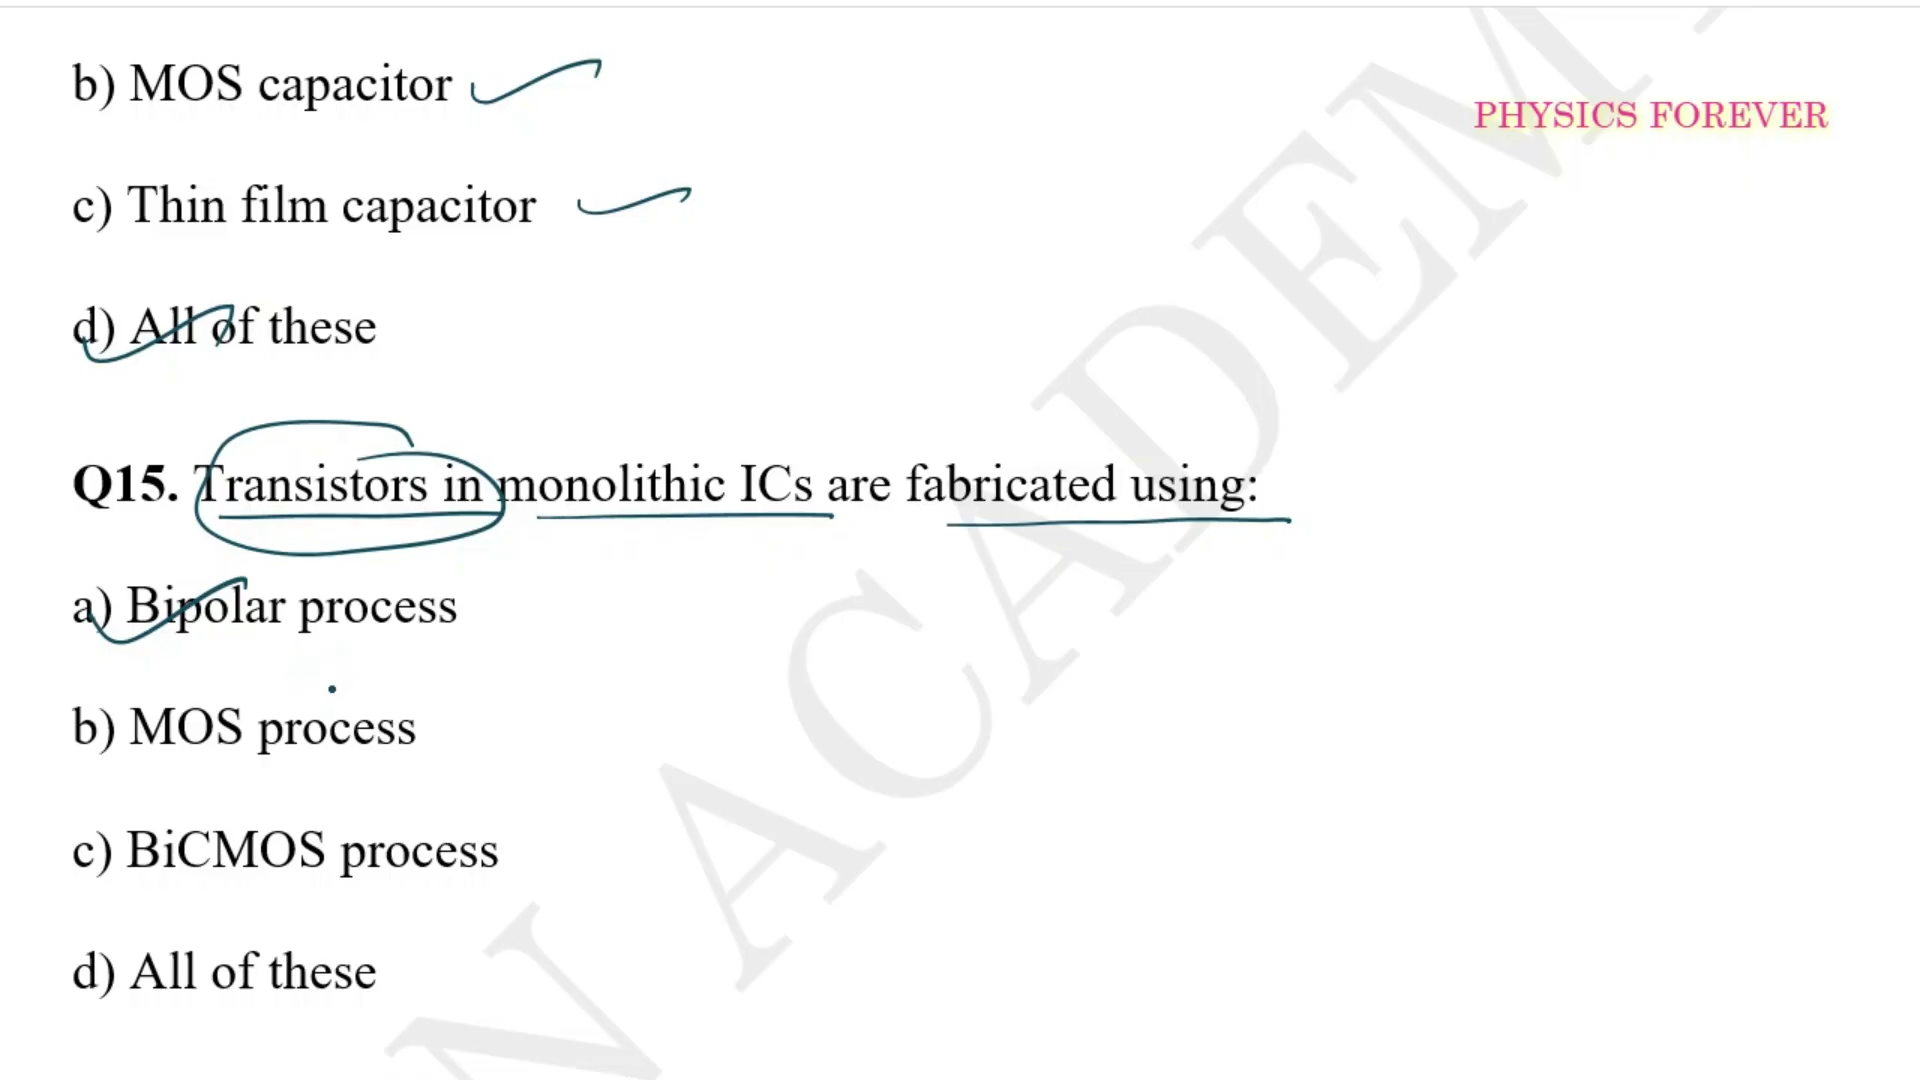 b) MOS capacitor
PHYSICS FOREVER
c) Thin film capacitor
d) All of these
Q15. Transistors in monolithic ICs are fabricated using:
a) Bipolar process
b) MOS process
c) BiCMOS process
d) All of these
N ACADEM